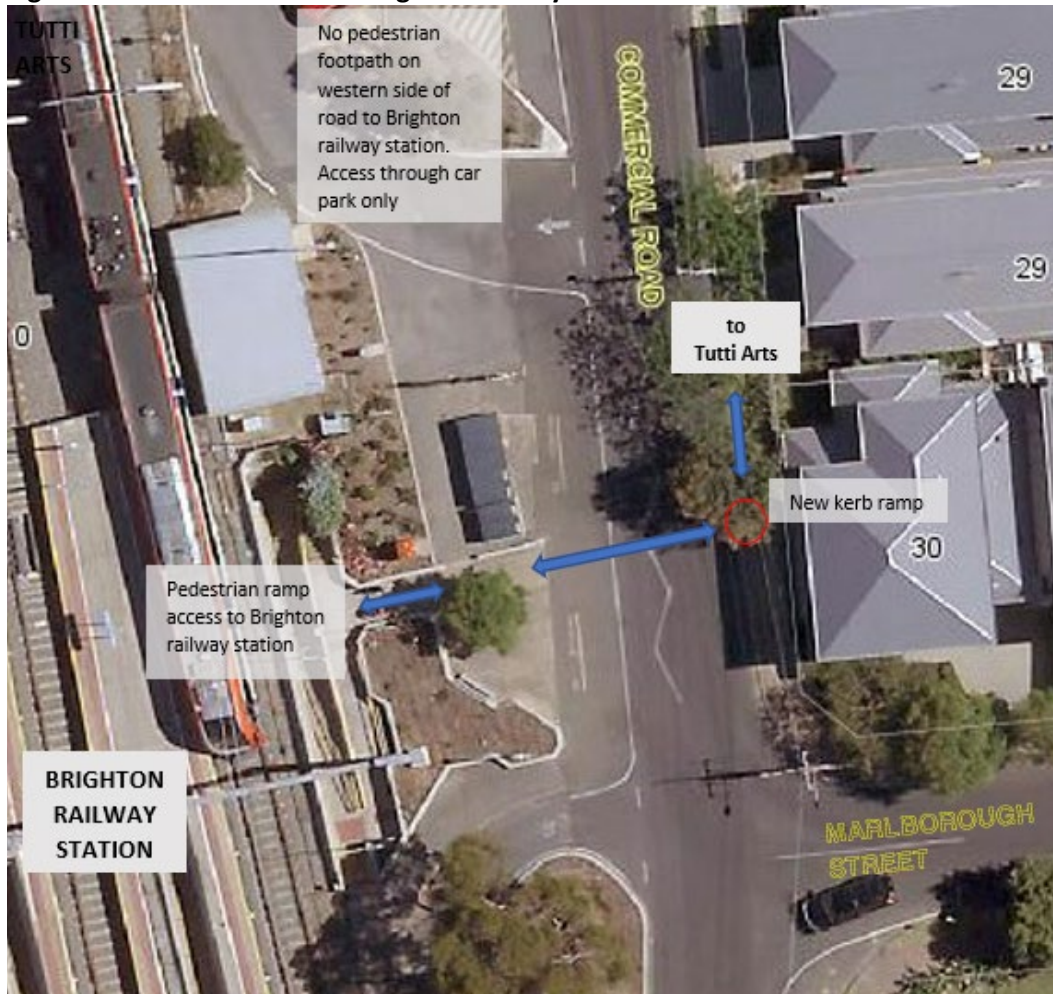 TUTTI
ARTS
No pedestrian
footpath on
western side of
road to Brighton
railway station.
Access through car
park only
COMMERCIAL ROAD
29
29
0
to
Tutti Arts
New kerb ramp
30
Pedestrian ramp
access to Brighton
railway station
BRIGHTON
RAILWAY
STATION
MARLBOROUGH
STREET